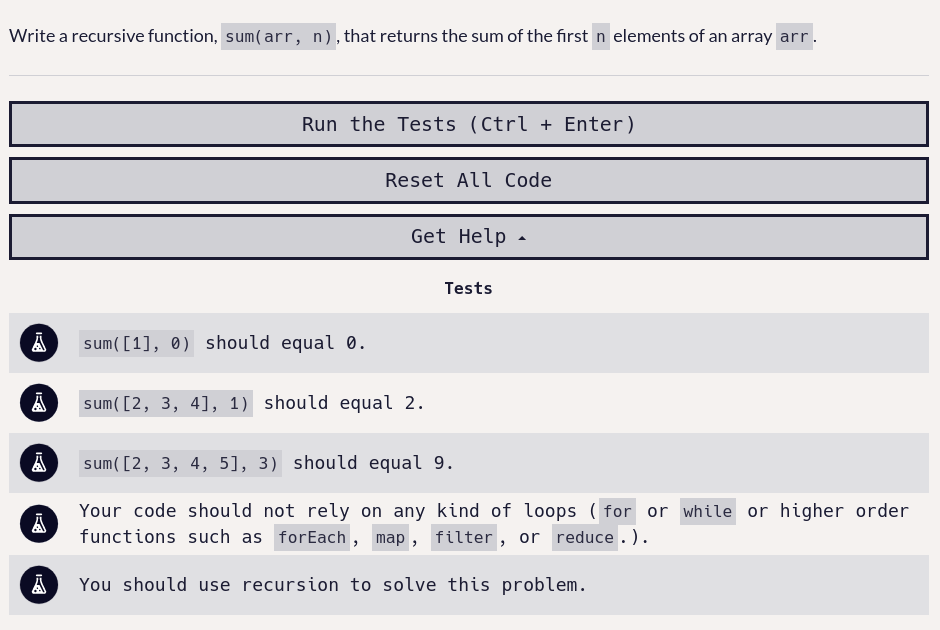 Write a recursive function, sum(arr, n), that returns the sum of the first n elements of an array arr.
Run the Tests (Ctrl + Enter)
Reset All Code
Get Help
Tests
sum([1], 0) should equal 0.
sum([2, 3, 4], 1) should equal 2.
sum([2, 3, 4, 5], 3) should equal 9.
Your code should not rely on any kind of loops (for or while or higher order
functions such as forEach, map, filter, or reduce.).
You should use recursion to solve this problem.